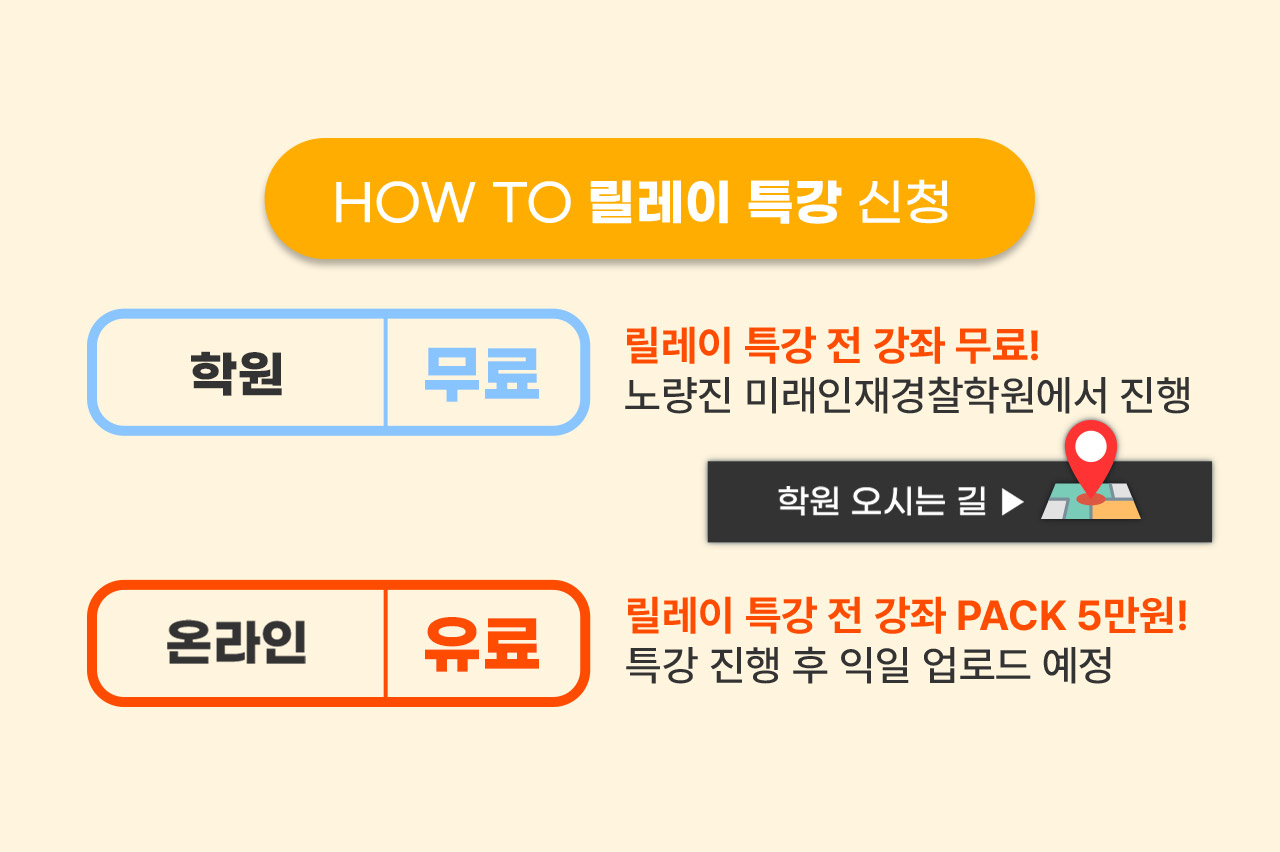 HOW TO 릴레이 특강 신청
학원
무료
릴레이 특강 전 강좌 무료!
노량진 미래인재경찰학원에서 진행
학원 오시는 길 ▶
온라인
유료
릴레이 특강 전 강좌 PACK 5만원!
특강 진행 후 익일 업로드 예정